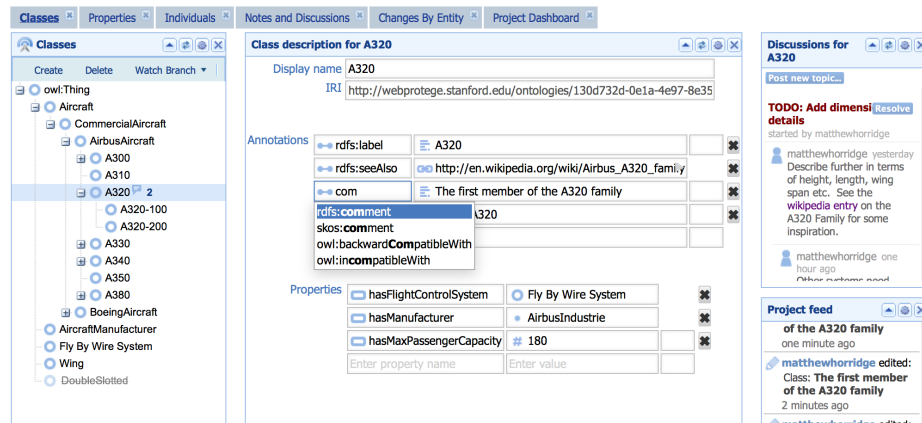 Classes Properties Individuals Notes and Discussions Changes By Entity Project Dashboard
Classes
Create Delete Watch Branch
owl:Thing
Aircraft
CommercialAircraft
AirbusAircraft
A300
A310
A320 2
A320-100
A320-200
A330
A340
A350
A380
BoeingAircraft
AircraftManufacturer
Fly By Wire System
Wing
DoubleSlotted
Class description for A320
Display name A320
IRI http://webprotege.stanford.edu/ontologies/130d732d-0e1a-4e97-8e35
Annotations
rdfs:label A320
rdfs:seeAlso http://en.wikipedia.org/wiki/Airbus_A320_family
com The first member of the A320 family
rdfs:comment A320
skos:comment
owl:backwardCompatibleWith
owl:incompatibleWith
Properties
hasFlightControlSystem Fly By Wire System
hasManufacturer AirbusIndustrie
hasMaxPassengerCapacity # 180
Enter property name Enter value
Discussions for
A320
Post new topic...
TODO: Add dimensi Resolve
details
started by matthewhorridge
matthewhorridge yesterday
Describe further in terms
of height, length, wing
span etc. See the
wikipedia entry on the
A320 Family for some
inspiration.
matthewhorridge one
hour ago
Other systems need
Project feed
of the A320 family
one minute ago
matthewhorridge edited:
Class: The first member
of the A320 family
2 minutes ago
matthewhorridge edited: